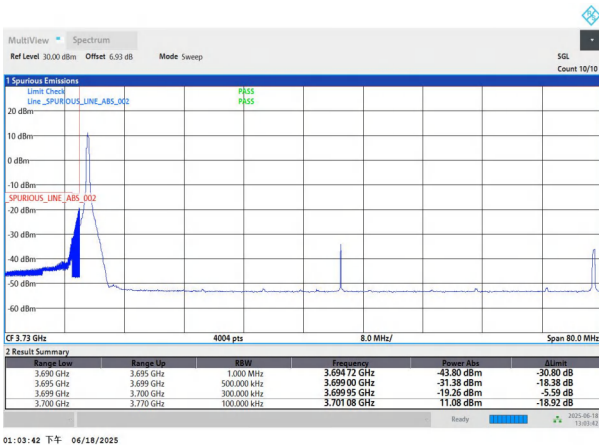 MultiView Spectrum
Ref Level 30.00 dBm Offset 6.93 dB Mode Sweep SGL
Count 10/10
1 Spurious Emissions
Limit Check PASS
Line _SPURIOUS_LINE_ABS_002 PASS
20 dBm
10 dBm
0 dBm
-10 dBm
_SPURIOUS_LINE_ABS_002
-20 dBm
-30 dBm
-40 dBm
-50 dBm
-60 dBm
CF 3.73 GHz 4004 pts 8.0 MHz/ Span 80.0 MHz
2 Result Summary
Range Low Range Up RBW Frequency Power Abs ΔLimit
3.690 GHz 3.695 GHz 1.000 MHz 3.694 72 GHz -43.80 dBm -30.80 dB
3.695 GHz 3.699 GHz 500.000 kHz 3.699 00 GHz -31.38 dBm -18.38 dB
3.699 GHz 3.700 GHz 300.000 kHz 3.699 95 GHz -19.26 dBm -5.59 dB
3.700 GHz 3.770 GHz 100.000 kHz 3.701 08 GHz 11.08 dBm -18.92 dB
Ready 2025-06-18
13:03:42
01:03:42 下午 06/18/2025